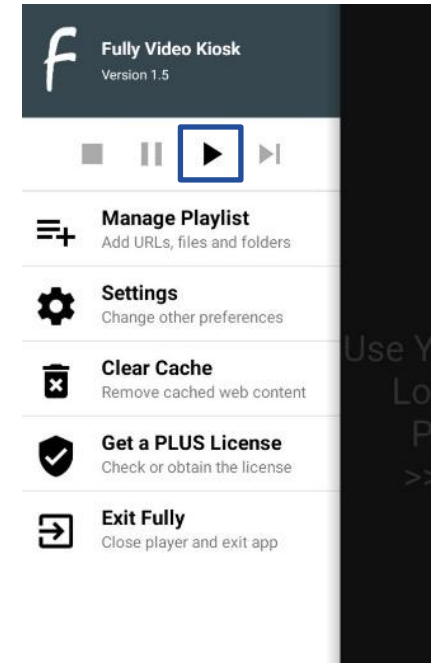 Fully Video Kiosk
Version 1.5
Manage Playlist
Add URLs, files and folders
Settings
Change other preferences
Clear Cache
Remove cached web content
Get a PLUS License
Check or obtain the license
Exit Fully
Close player and exit app
Use Y
Lo
P
>>